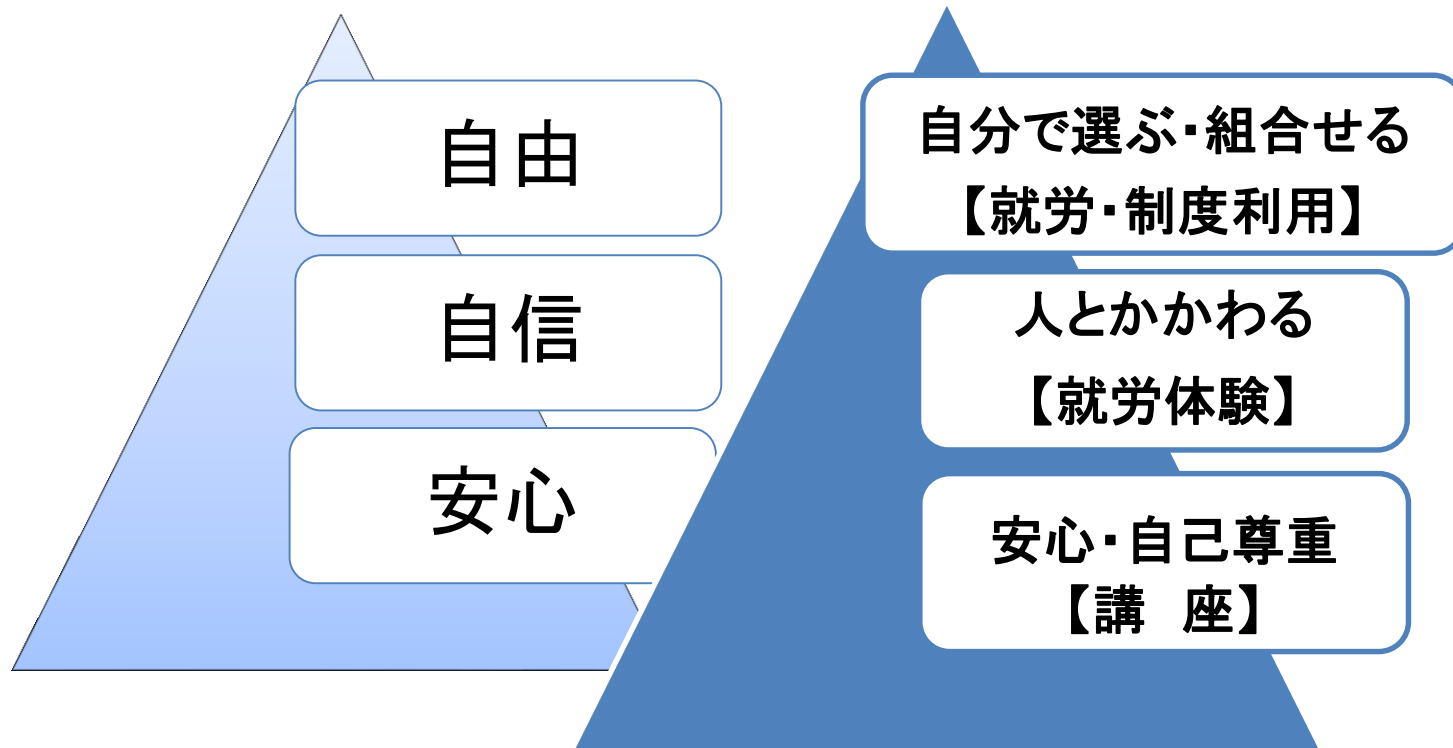 自由
自信
安心
自分で選ぶ・組合せる
【就労・制度利用】
人とかかわる
【就労体験】
安心・自己尊重
【講　座】